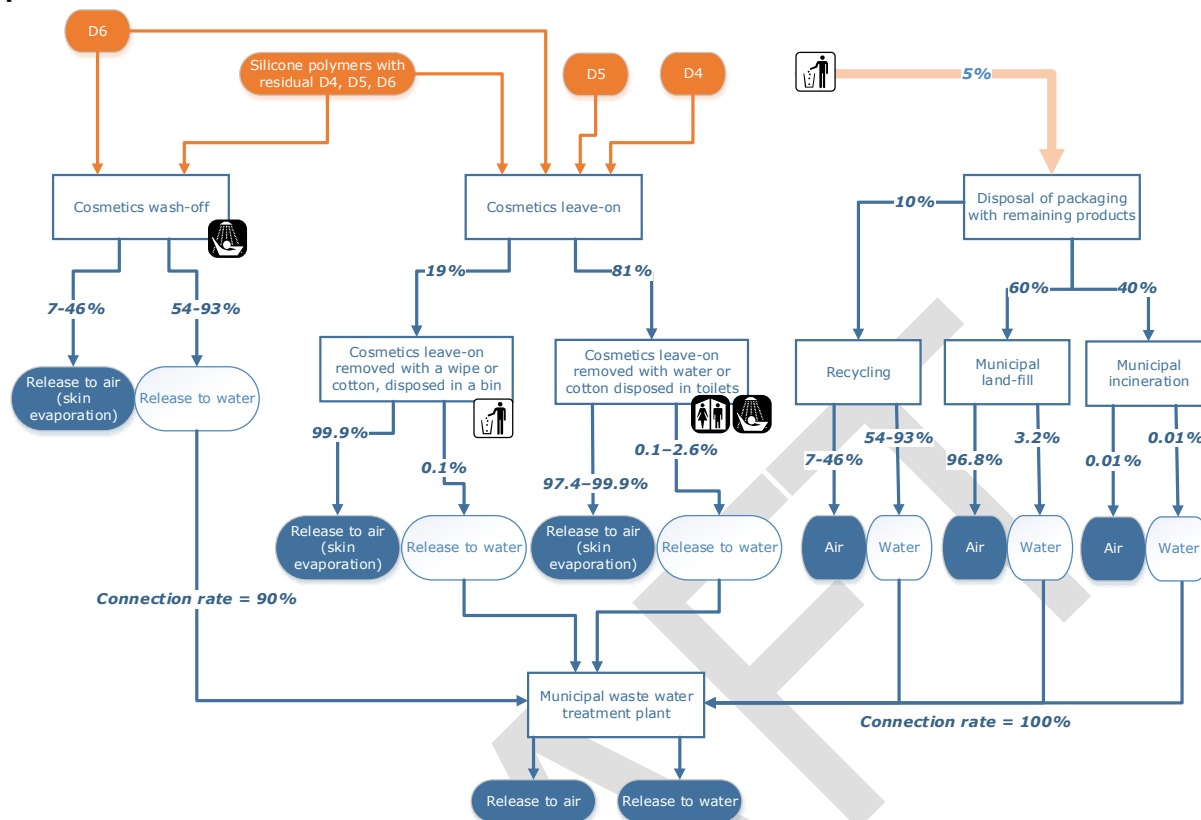 D6
Silicone polymers with
residual D4, D5, D6
D5
D4
5%
Cosmetics wash-off
Cosmetics leave-on
Disposal of packaging
with remaining products
10%
19%
81%
60%
40%
7-46%
54-93%
Cosmetics leave-on
removed with a wipe or
cotton, disposed in a bin
Cosmetics leave-on
removed with water or
cotton disposed in toilets
Recycling
Municipal
land-fill
Municipal
incineration
Release to air
(skin
evaporation)
Release to water
99.9%
0.1%
97.4–99.9%
0.1–2.6%
7-46%
54-93%
96.8%
3.2%
0.01%
0.01%
Release to air
(skin
evaporation)
Release to water
Release to air
(skin
evaporation)
Release to water
Air
Water
Air
Water
Air
Water
Connection rate = 90%
Municipal waste water
treatment plant
Connection rate = 100%
Release to air
Release to water